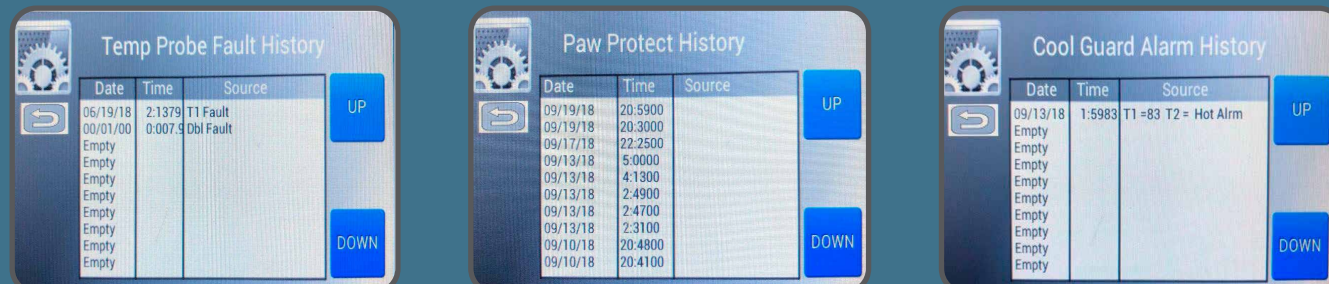 Temp Probe Fault History
Date Time Source
06/19/18 2:1379 T1 Fault
00/01/00 0:007.9 Dbl Fault
Empty
Empty
Empty
Empty
Empty
Empty
Empty
Empty
UP
DOWN
Paw Protect History
Date Time Source
09/19/18 20:5900
09/19/18 20:3000
09/17/18 22:2500
09/13/18 5:0000
09/13/18 4:1300
09/13/18 2:4900
09/13/18 2:4700
09/13/18 2:3100
09/10/18 20:4800
09/10/18 20:4100
UP
DOWN
Cool Guard Alarm History
Date Time Source
09/13/18 1:5983 T1 =83 T2 = Hot Alrm
Empty
Empty
Empty
Empty
Empty
Empty
Empty
Empty
Empty
UP
DOWN